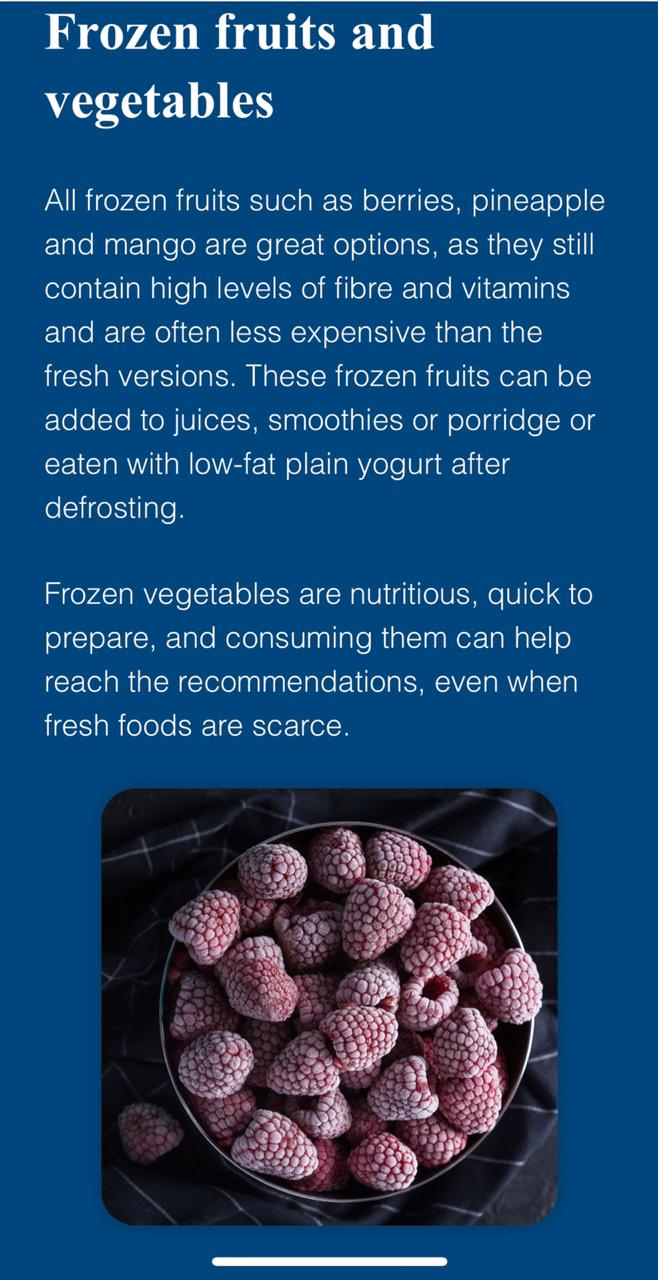 Frozen fruits and
vegetables
All frozen fruits such as berries, pineapple
and mango are great options, as they still
contain high levels of fibre and vitamins
and are often less expensive than the
fresh versions. These frozen fruits can be
added to juices, smoothies or porridge or
eaten with low-fat plain yogurt after
defrosting.
Frozen vegetables are nutritious, quick to
prepare, and consuming them can help
reach the recommendations, even when
fresh foods are scarce.